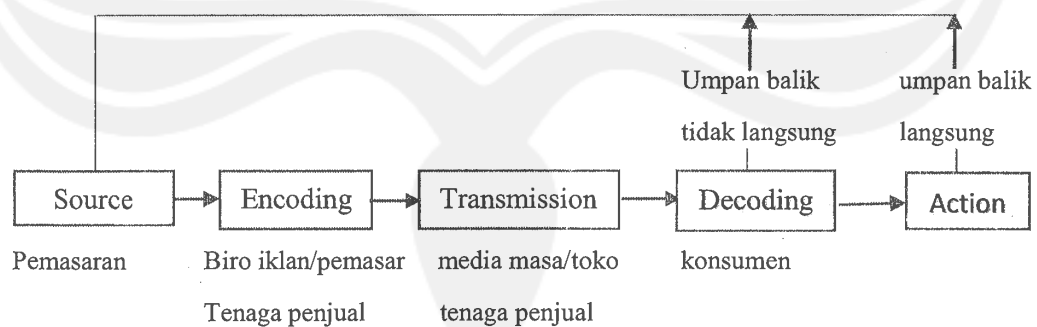 Umpan balik umpan balik
tidak langsung langsung
Source Encoding Transmission Decoding Action
Pemasaran Biro iklan/pemasar media masa/toko konsumen
Tenaga penjual tenaga penjual